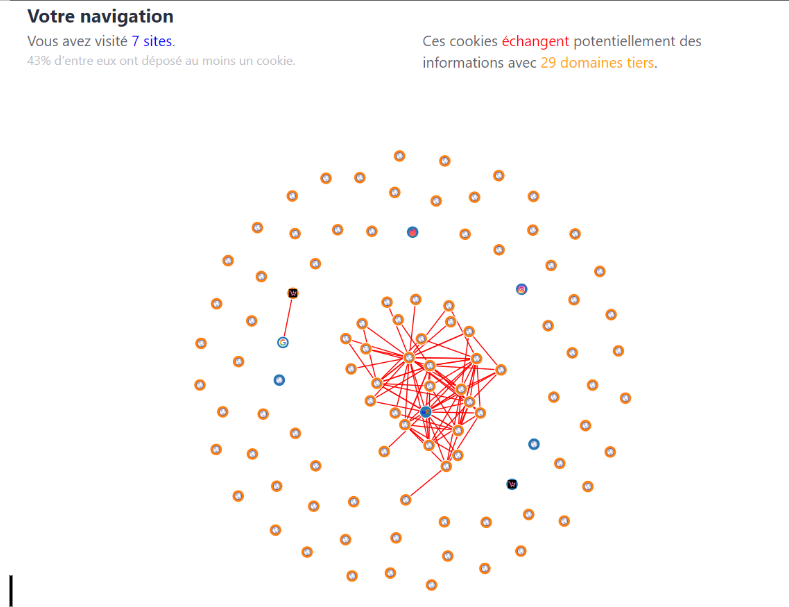 Votre navigation
Vous avez visité 7 sites.
43% d'entre eux ont déposé au moins un cookie.
Ces cookies échangent potentiellement des
informations avec 29 domaines tiers.